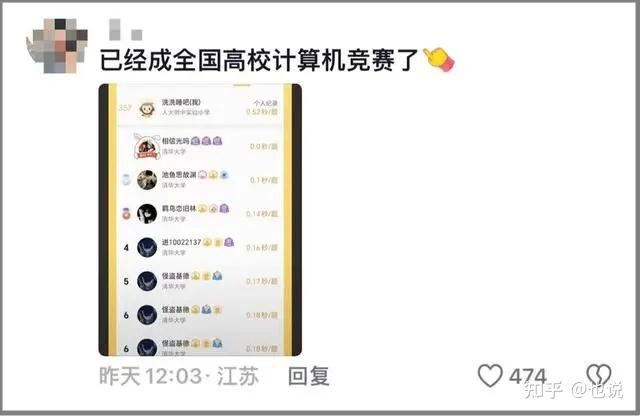 已经成全国高校计算机竞赛了
357
洗洗睡吧(我)
人大附中实验小学
个人纪录
0.52秒/题
相信光吗
清华大学
0.0秒/题
池鱼思故渊
清华大学
0.1秒/题
羁鸟恋旧林
清华大学
0.14秒/题
4
进10022137
清华大学
0.16秒/题
5
怪盗基德
清华大学
0.17秒/题
6
怪盗基德
清华大学
0.18秒/题
6
怪盗基德
清华大学
0.18秒/题
昨天 12:03 · 江苏
回复
474
知乎 @也说